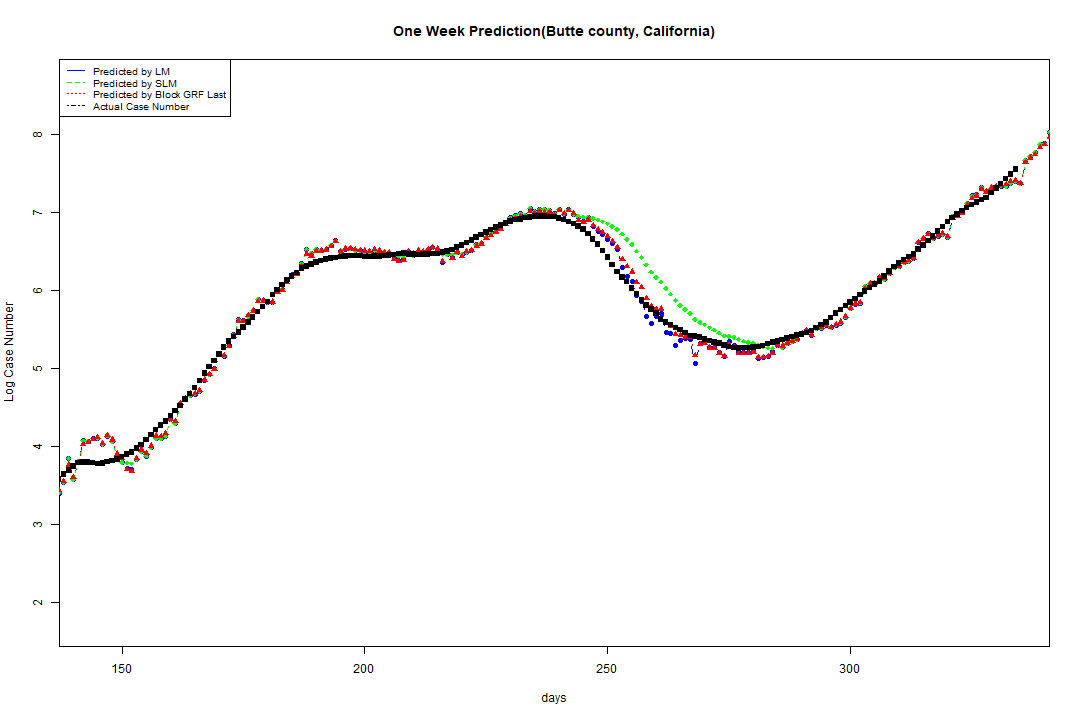 One Week Prediction(Butte county, California)
Predicted by LM
Predicted by SLM
Predicted by Block GRF Last
Actual Case Number
8
7
6
5
4
3
2
Log Case Number
150 200 250 300
days